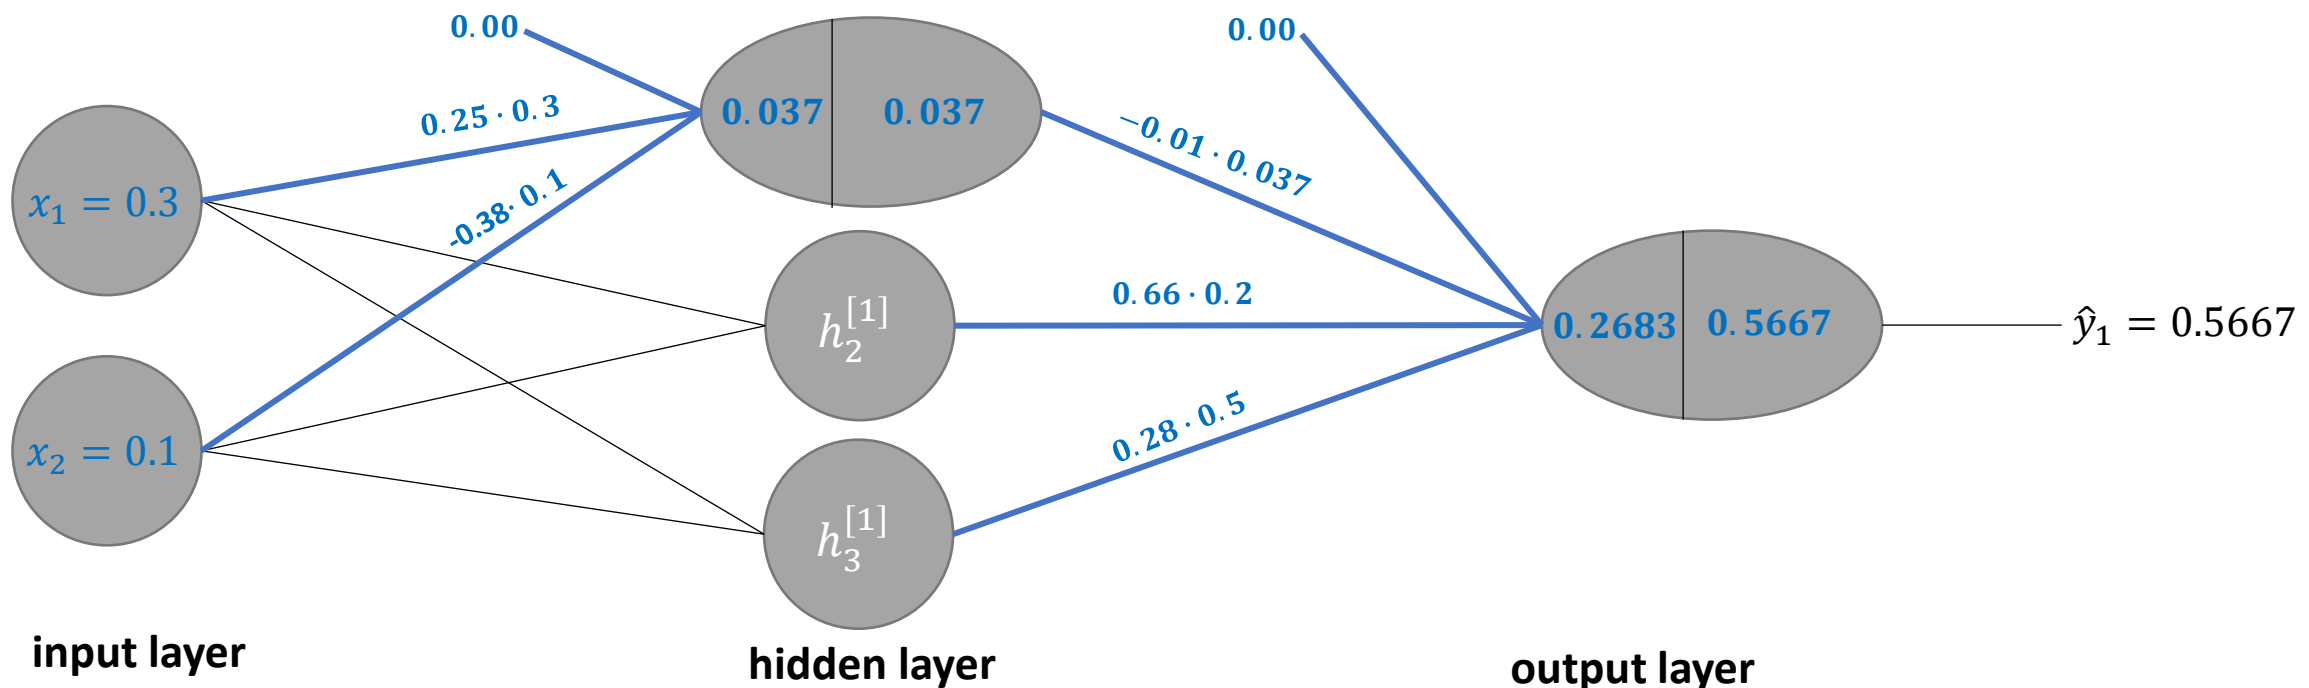 0.00
0.00
0.25 · 0.3
0.037
0.037
−0.01 · 0.037
x₁ = 0.3
-0.38· 0.1
0.66 · 0.2
h₂^[1]
0.2683
0.5667
ŷ₁ = 0.5667
x₂ = 0.1
0.28 · 0.5
h₃^[1]
input layer
hidden layer
output layer